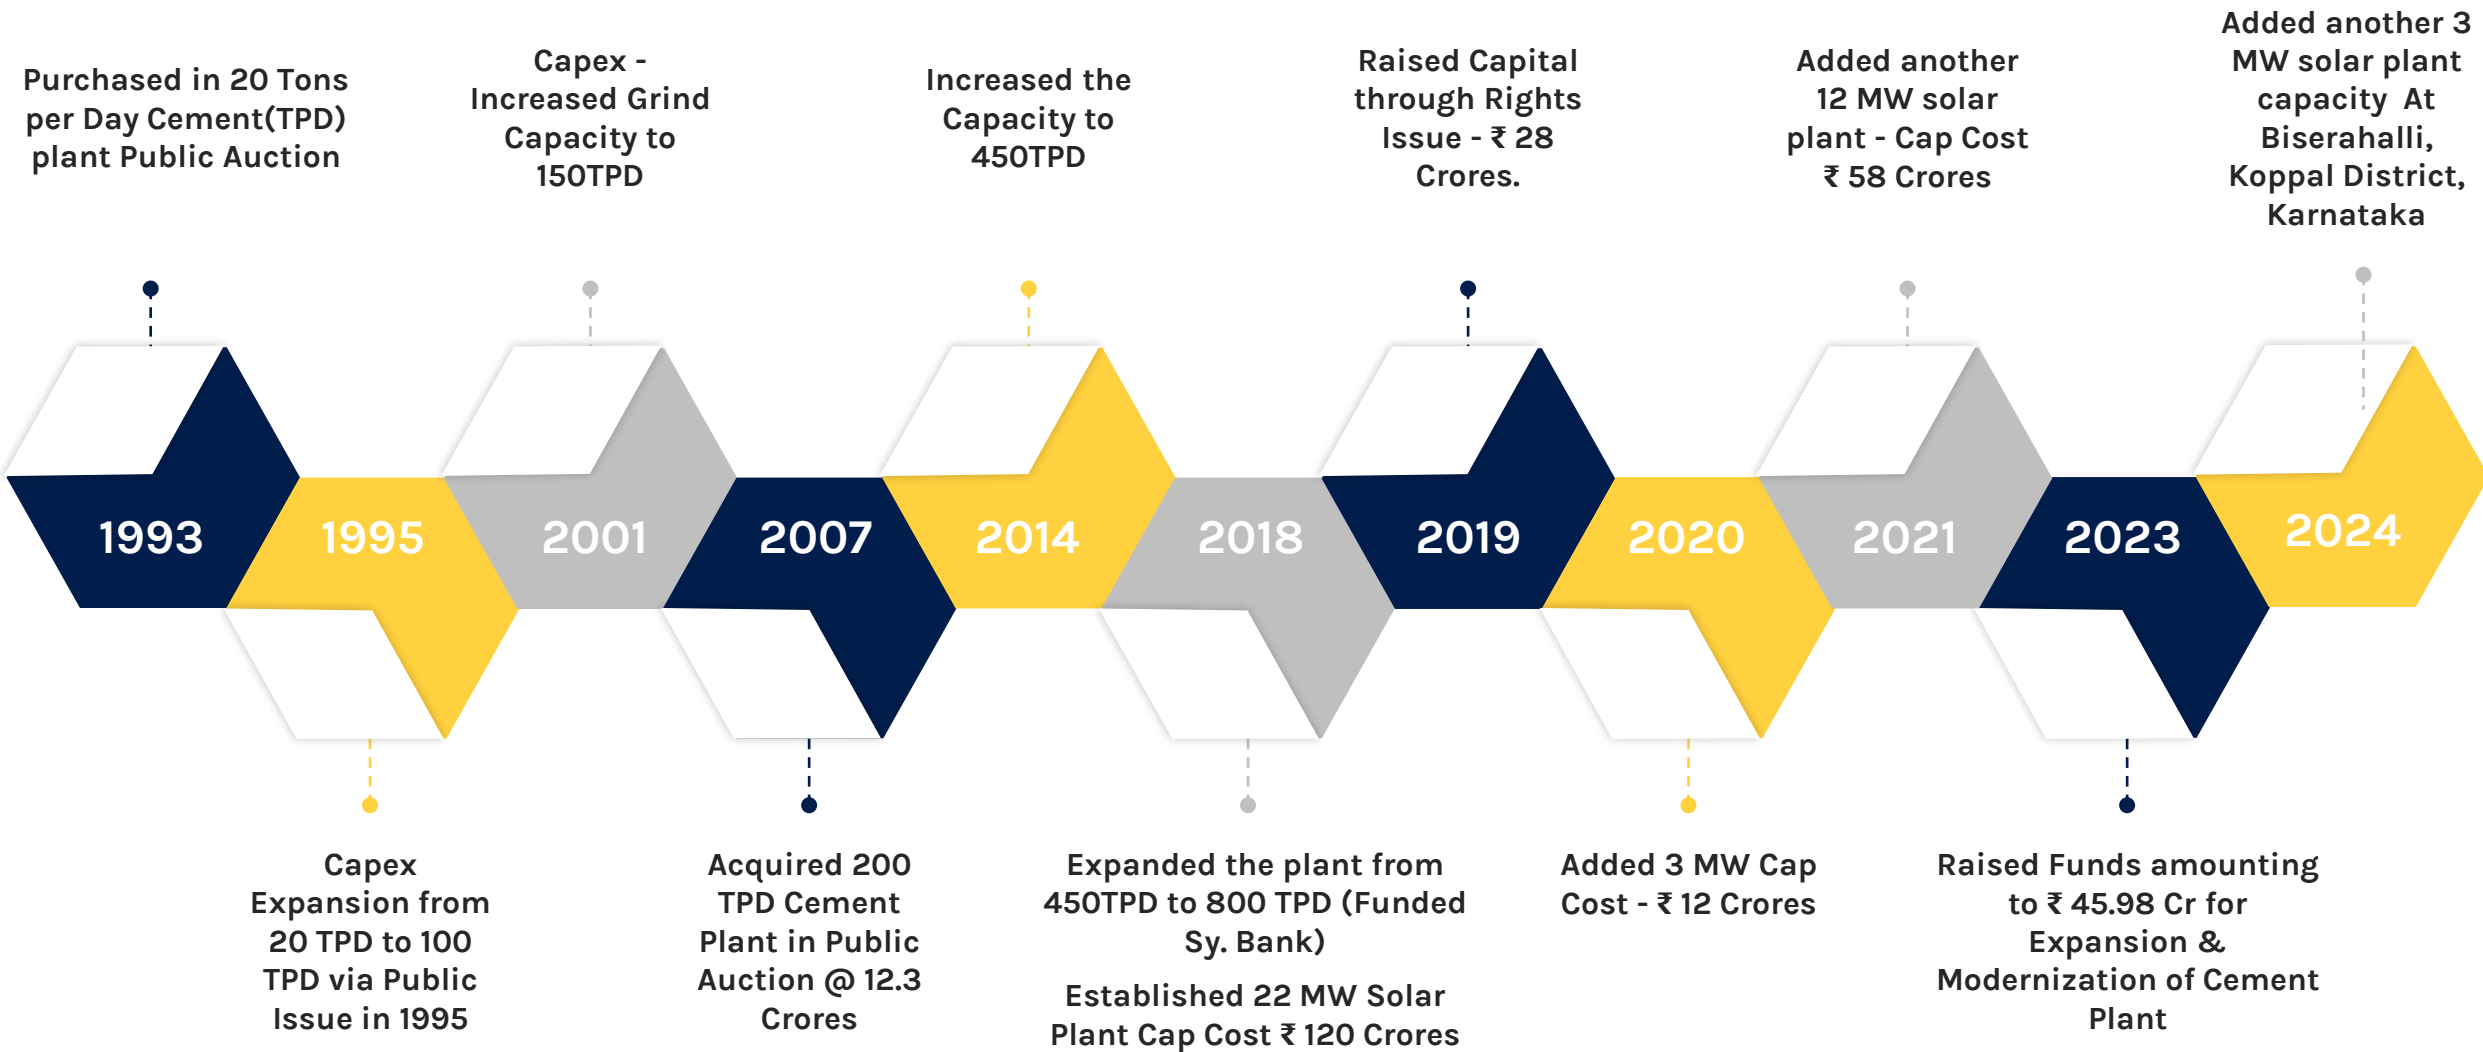 Purchased in 20 Tons
per Day Cement(TPD)
plant Public Auction
Capex -
Increased Grind
Capacity to
150TPD
Increased the
Capacity to
450TPD
Raised Capital
through Rights
Issue - ₹ 28
Crores.
Added another
12 MW solar
plant - Cap Cost
₹ 58 Crores
Added another 3
MW solar plant
capacity At
Biserahalli,
Koppal District,
Karnataka
1993
1995
2001
2007
2014
2018
2019
2020
2021
2023
2024
Capex
Expansion from
20 TPD to 100
TPD via Public
Issue in 1995
Acquired 200
TPD Cement
Plant in Public
Auction @ 12.3
Crores
Expanded the plant from
450TPD to 800 TPD (Funded
Sy. Bank)
Established 22 MW Solar
Plant Cap Cost ₹ 120 Crores
Added 3 MW Cap
Cost - ₹ 12 Crores
Raised Funds amounting
to ₹ 45.98 Cr for
Expansion &
Modernization of Cement
Plant